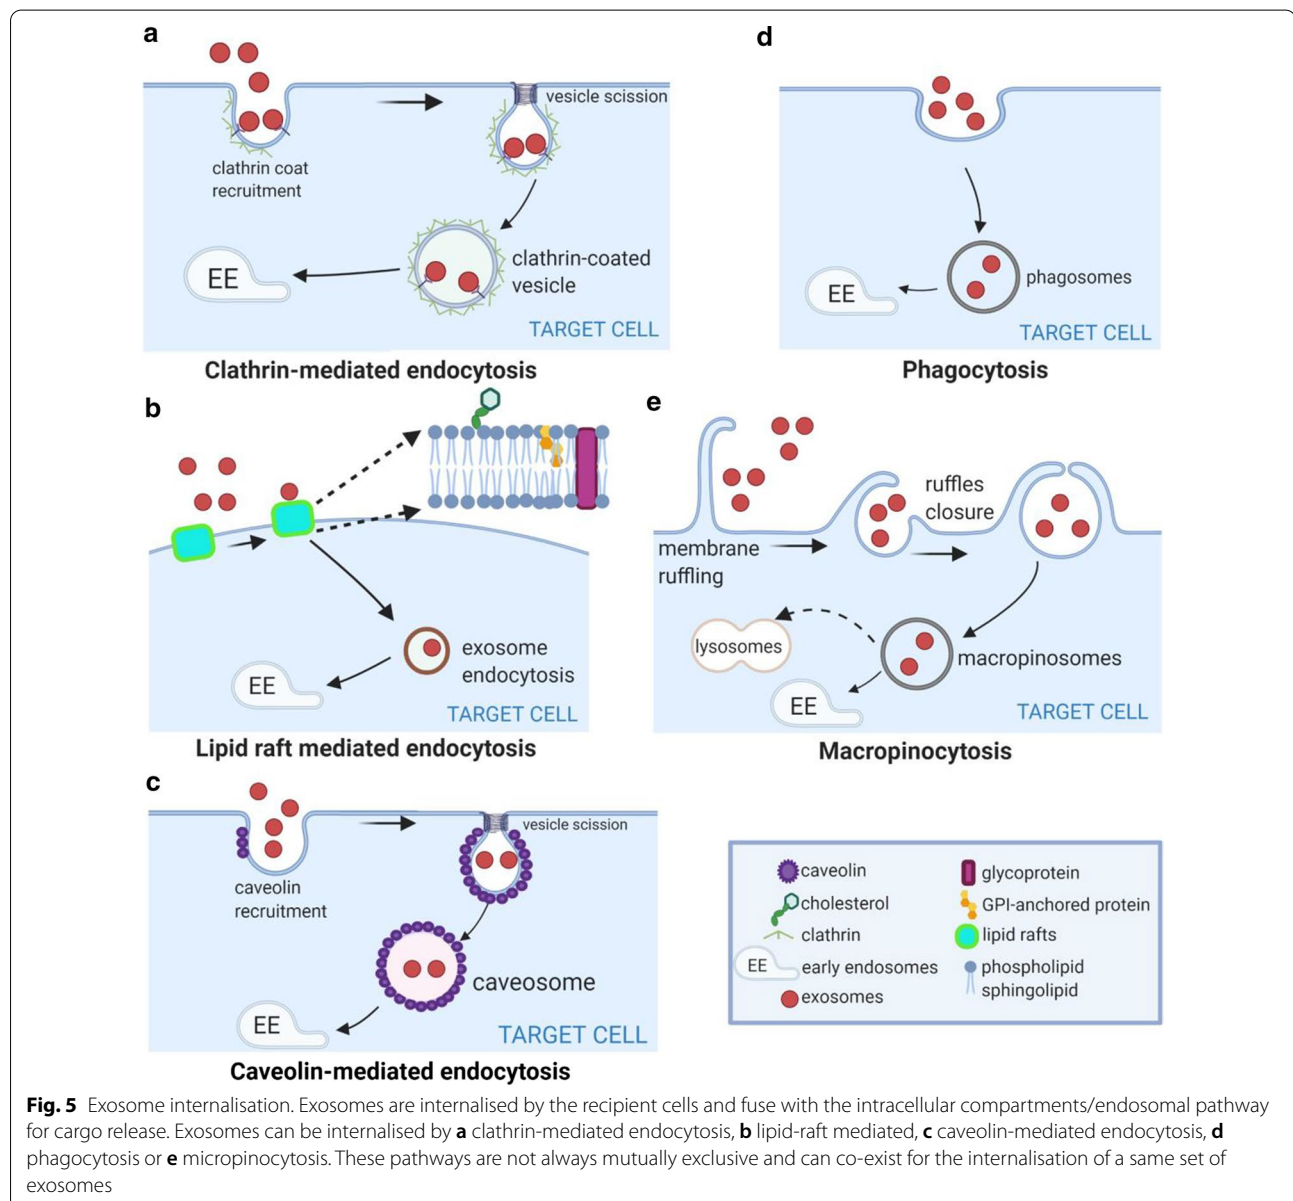 a
vesicle scission
clathrin coat
recruitment
EE
clathrin-coated
vesicle
TARGET CELL
Clathrin-mediated endocytosis
d
phagosomes
EE
TARGET CELL
Phagocytosis
b
exosome
endocytosis
EE
TARGET CELL
Lipid raft mediated endocytosis
e
ruffles
closure
membrane
ruffling
lysosomes
macropinosomes
EE
TARGET CELL
Macropinocytosis
c
vesicle scission
caveolin
recruitment
caveosome
EE
TARGET CELL
Caveolin-mediated endocytosis
caveolin
cholesterol
clathrin
EE early endosomes
exosomes
glycoprotein
GPI-anchored protein
lipid rafts
phospholipid
sphingolipid
Fig. 5 Exosome internalisation. Exosomes are internalised by the recipient cells and fuse with the intracellular compartments/endosomal pathway
for cargo release. Exosomes can be internalised by a clathrin-mediated endocytosis, b lipid-raft mediated, c caveolin-mediated endocytosis, d
phagocytosis or e micropinocytosis. These pathways are not always mutually exclusive and can co-exist for the internalisation of a same set of
exosomes